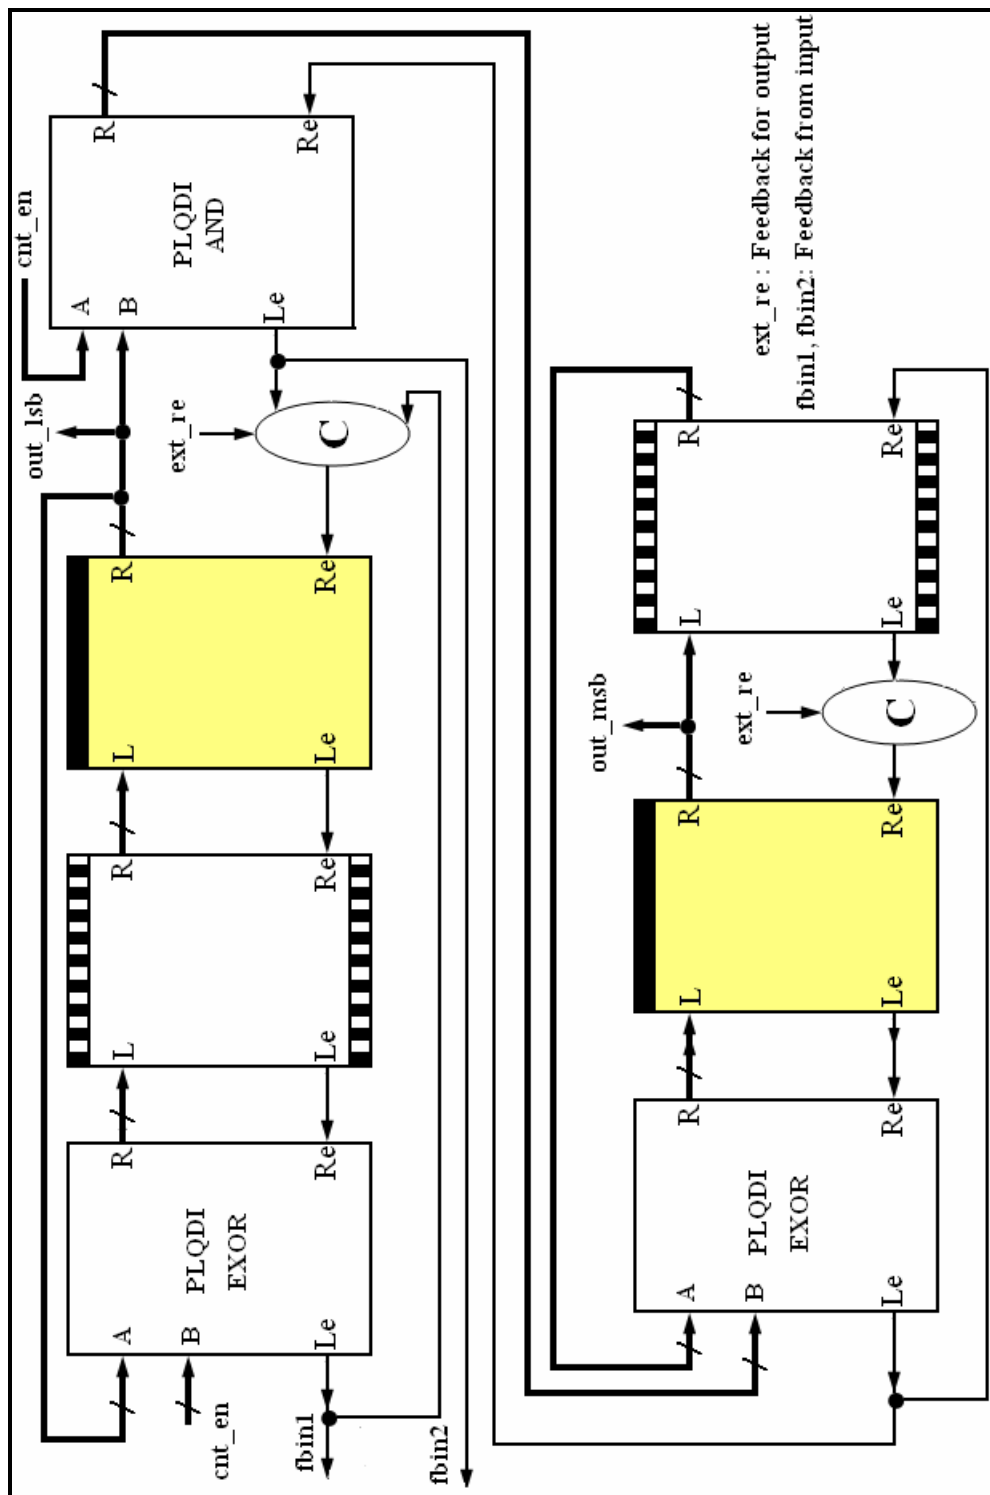 cnt_en
A
B
PLQDI
AND
R
Re
Le
out_lsb
ext_re
C
R
Re
L
Le
R
Re
L
Le
R
Re
PLQDI
EXOR
A
B
Le
cnt_en
fbin1
fbin2
ext_re : Feedback for output
fbin1, fbin2: Feedback from input
R
Re
L
Le
out_msb
ext_re
C
R
Re
L
Le
R
Re
PLQDI
EXOR
A
B
Le